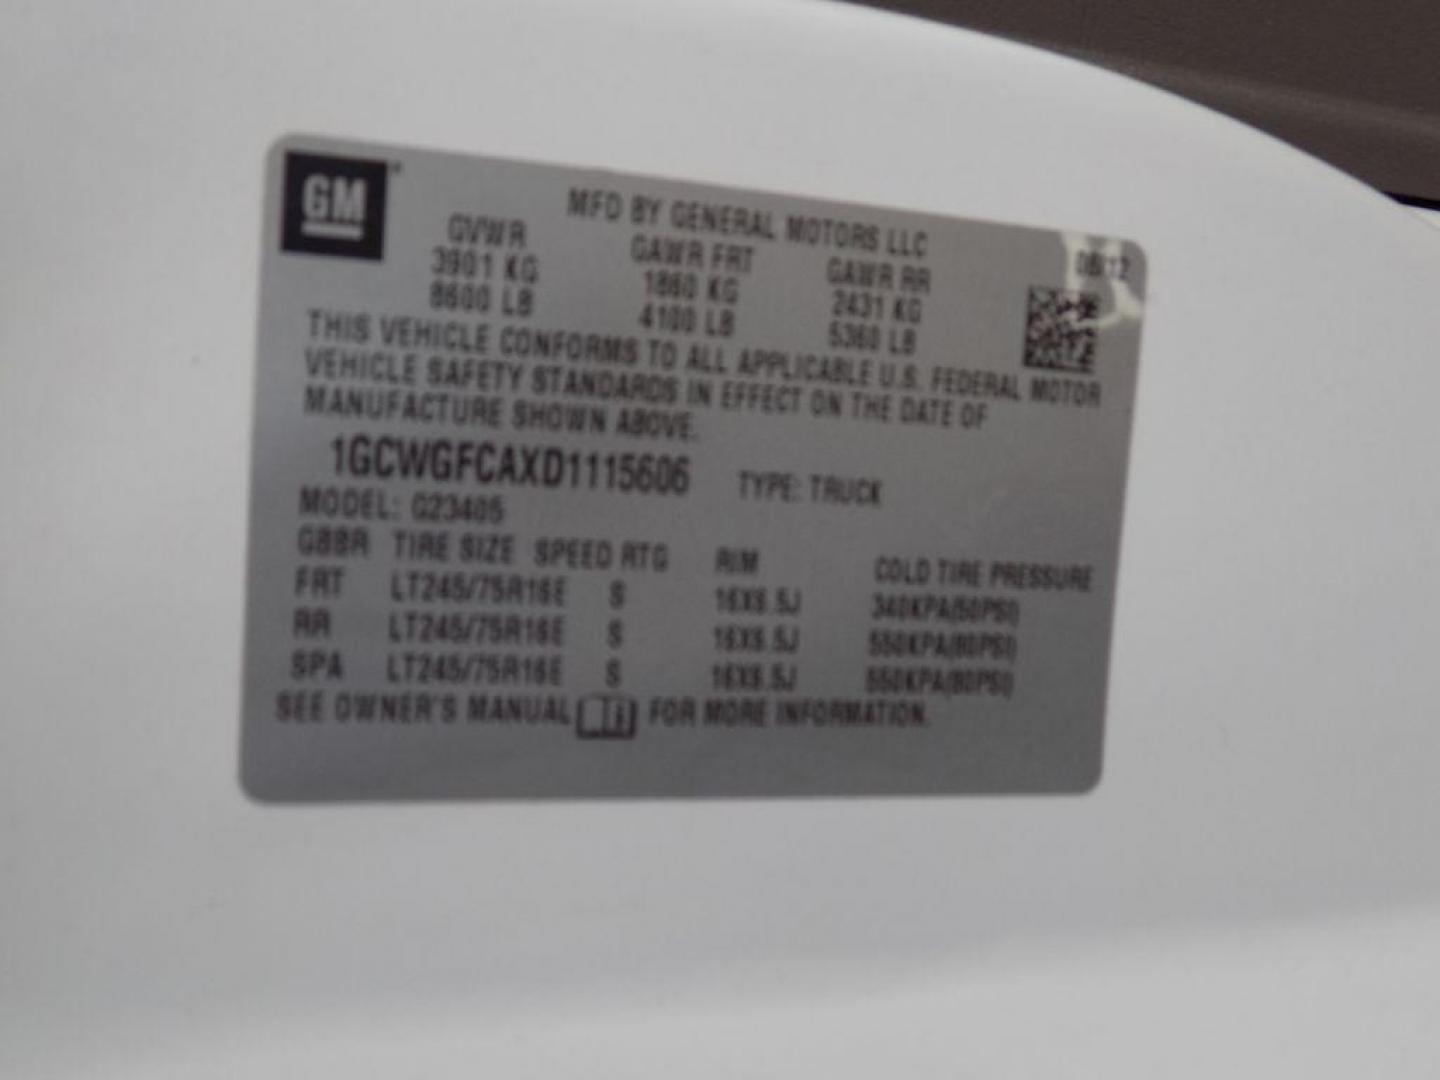 GM
MFD BY GENERAL MOTORS LLC
GVWR GAWR FRT GAWR RR
3901 KG 1860 KG 2431 KG
8600 LB 4100 LB 5360 LB
THIS VEHICLE CONFORMS TO ALL APPLICABLE U.S. FEDERAL MOTOR
VEHICLE SAFETY STANDARDS IN EFFECT ON THE DATE OF
MANUFACTURE SHOWN ABOVE.
1GCWGFCAXD1115606 TYPE: TRUCK
MODEL: G23405
GBBR TIRE SIZE SPEED RTG RIM COLD TIRE PRESSURE
FRT LT245/75R16E S 16X6.5J 340KPA(50PSI)
RR LT245/75R16E S 16X6.5J 550KPA(80PSI)
SPA LT245/75R16E S 16X6.5J 550KPA(80PSI)
SEE OWNER'S MANUAL FOR MORE INFORMATION.